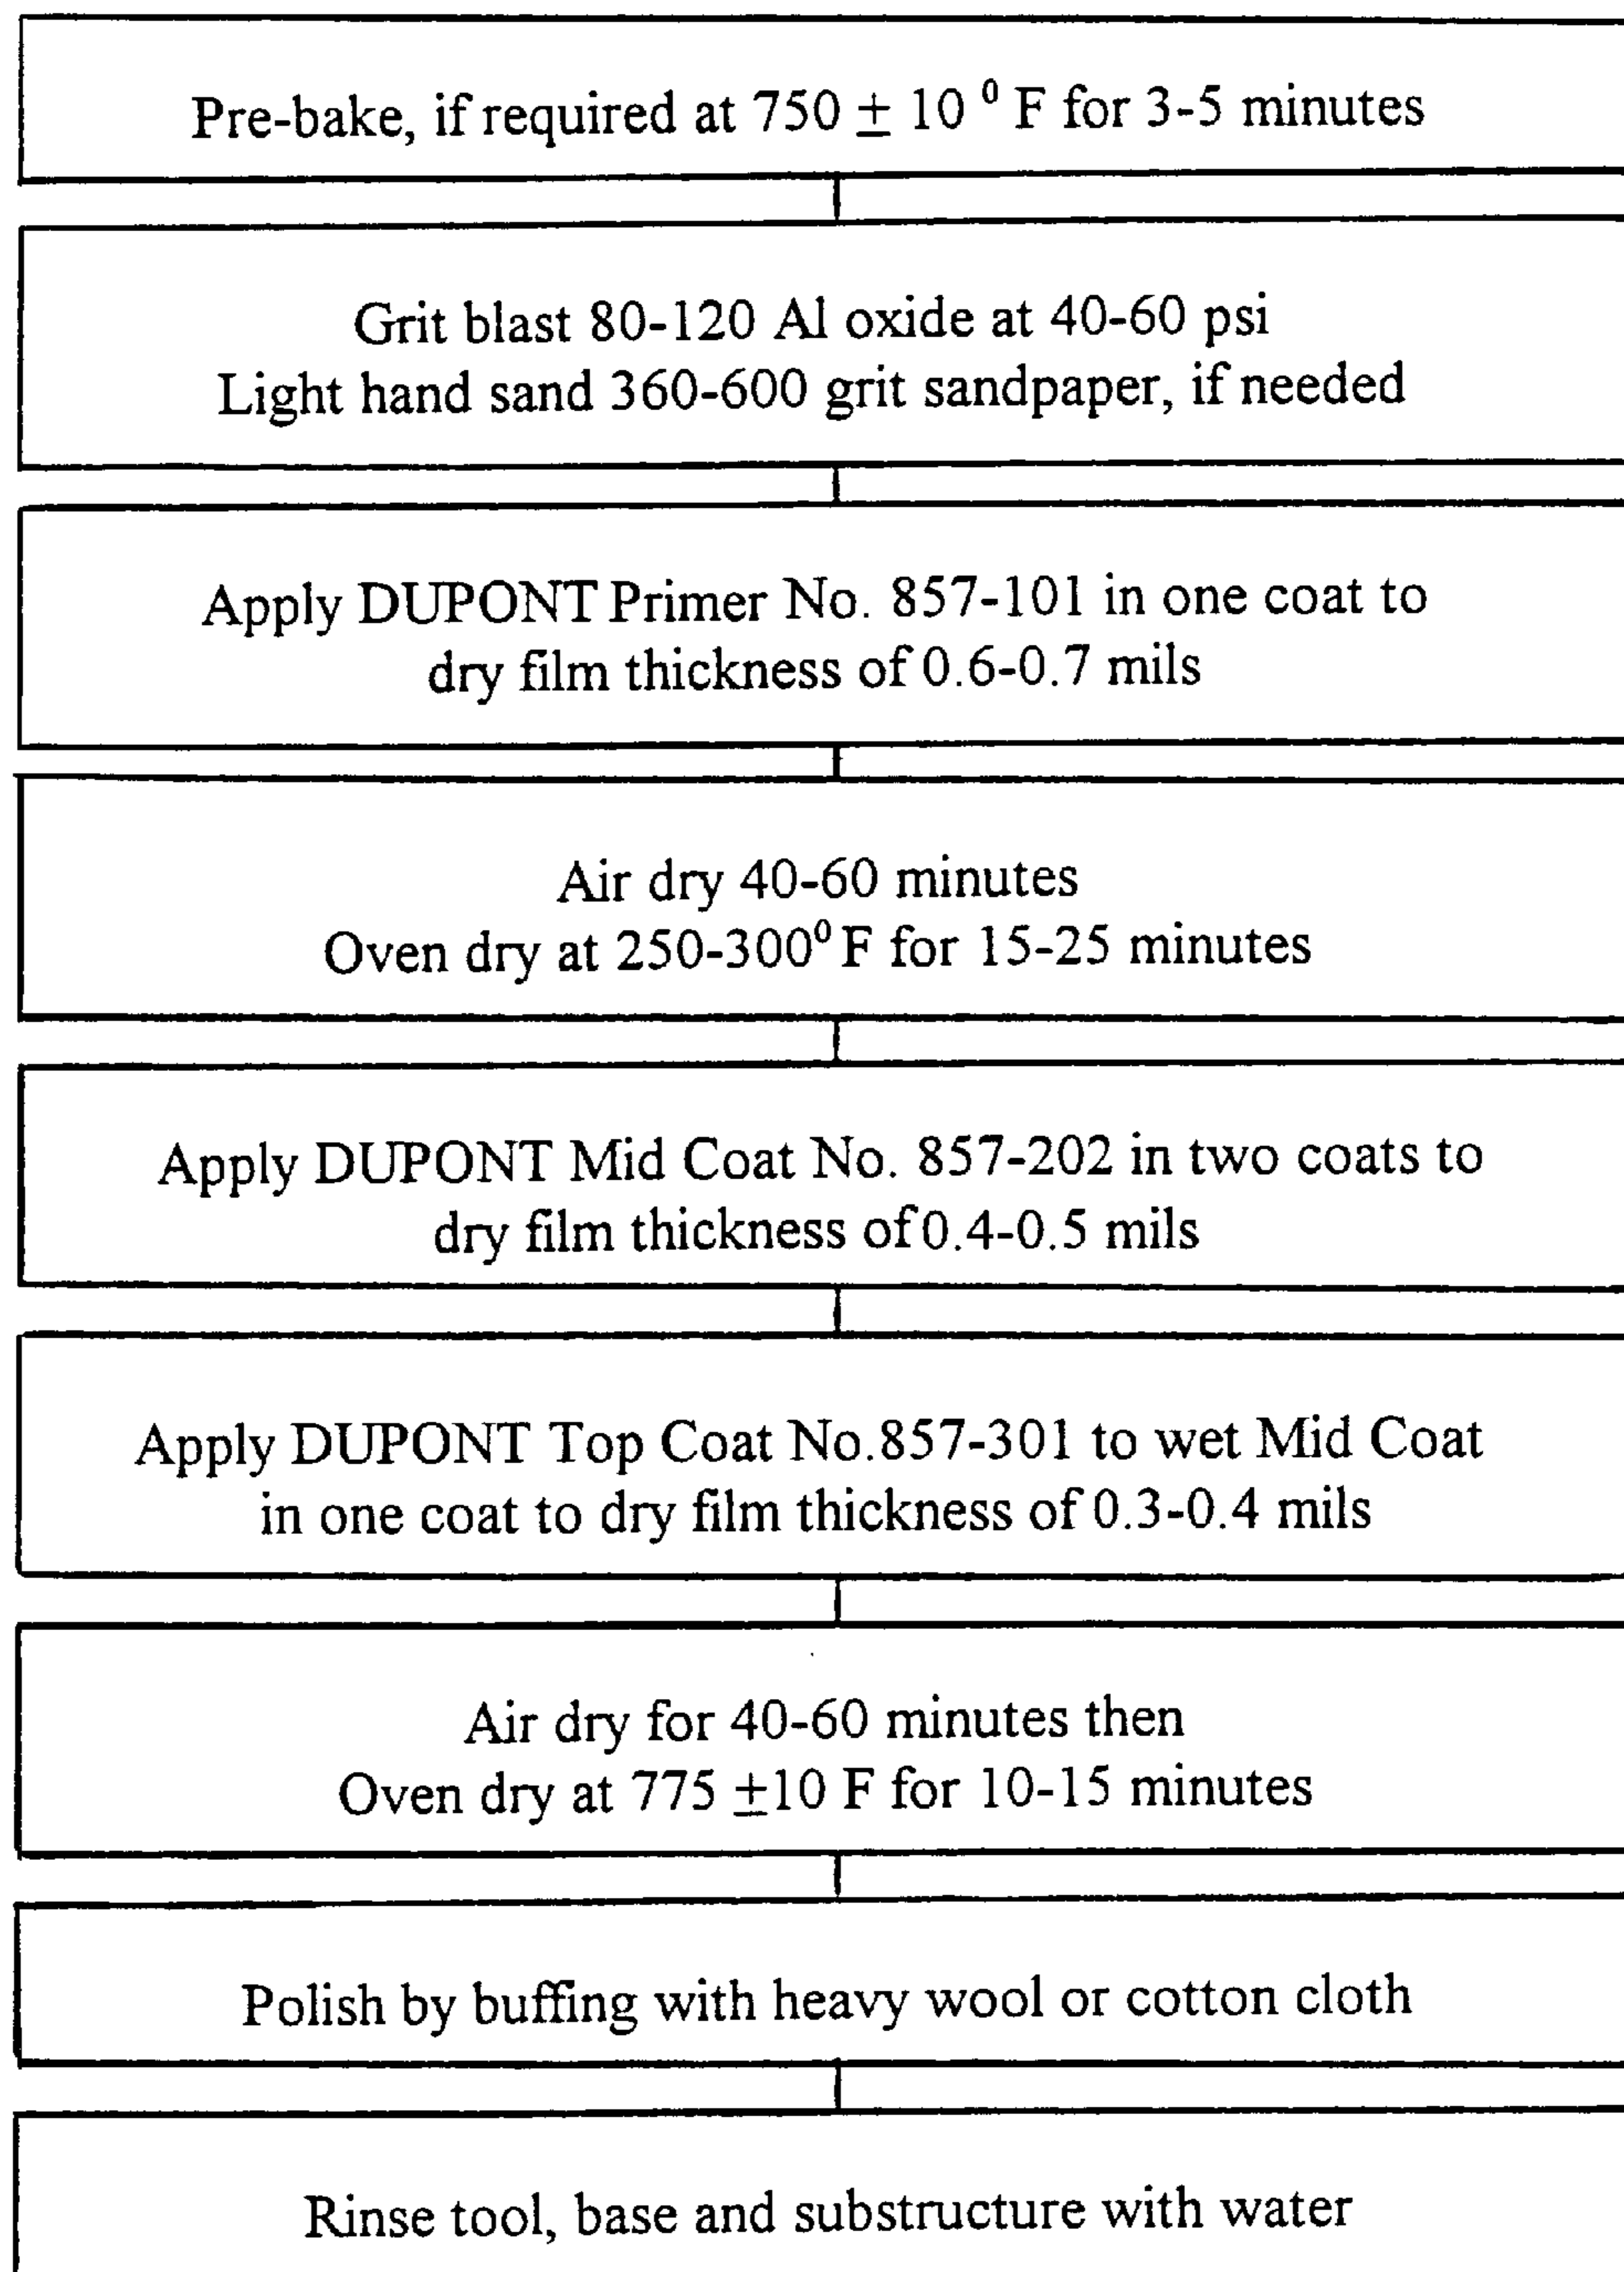 Pre-bake, if required at 750 ± 10 ⁰ F for 3-5 minutes
Grit blast 80-120 Al oxide at 40-60 psi
Light hand sand 360-600 grit sandpaper, if needed
Apply DUPONT Primer No. 857-101 in one coat to
dry film thickness of 0.6-0.7 mils
Air dry 40-60 minutes
Oven dry at 250-300⁰ F for 15-25 minutes
Apply DUPONT Mid Coat No. 857-202 in two coats to
dry film thickness of 0.4-0.5 mils
Apply DUPONT Top Coat No.857-301 to wet Mid Coat
in one coat to dry film thickness of 0.3-0.4 mils
Air dry for 40-60 minutes then
Oven dry at 775 ±10 F for 10-15 minutes
Polish by buffing with heavy wool or cotton cloth
Rinse tool, base and substructure with water